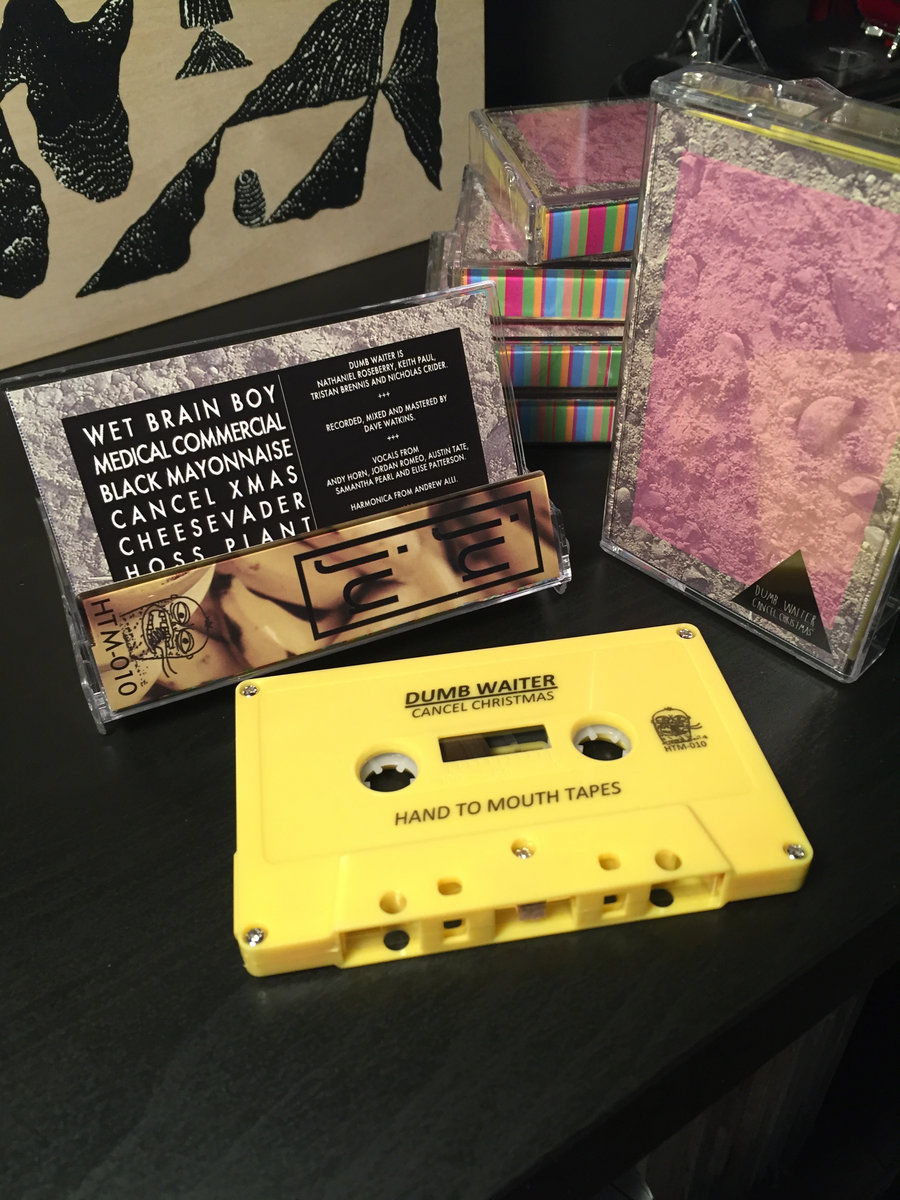 WET BRAIN BOY
MEDICAL COMMERCIAL
BLACK MAYONNAISE
CANCEL XMAS
CHEESEVADER
HOSS PLANT
DUMB WAITER IS
NATHANIEL ROSEBERRY, KEITH PAUL,
TRISTAN BRENNIS AND NICHOLAS CRIDER.
+++
RECORDED, MIXED AND MASTERED BY
DAVE WATKINS.
+++
VOCALS FROM
ANDY HORN, JORDAN ROMEO, AUSTIN TATE,
SAMANTHA PEARL AND ELISE PATTERSON.
HARMONICA FROM ANDREW ALLI.
HTM-010
ju
ju
DUMB WAITER
CANCEL CHRISTMAS
DUMB WAITER
CANCEL CHRISTMAS
HTM-010
HAND TO MOUTH TAPES